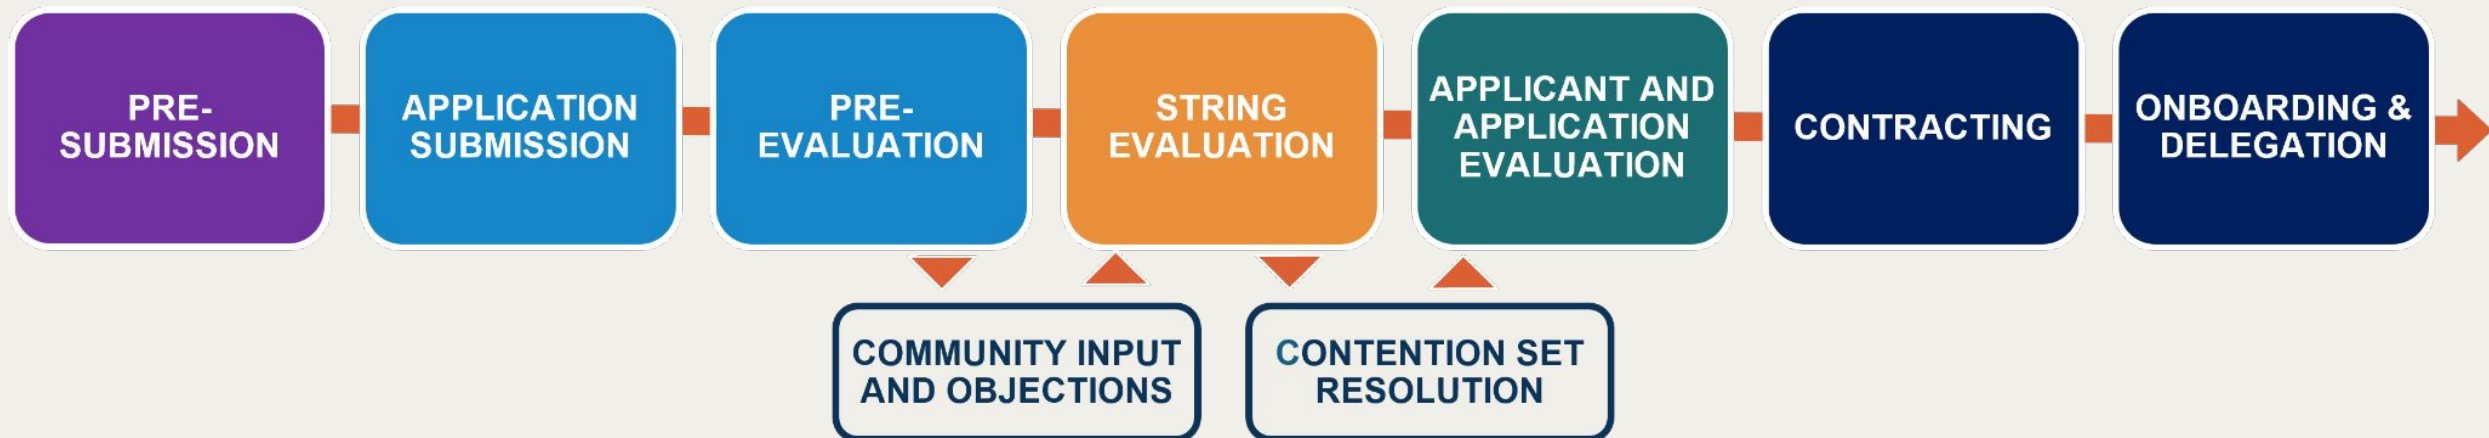 PRE-
SUBMISSION
APPLICATION
SUBMISSION
PRE-
EVALUATION
STRING
EVALUATION
APPLICANT AND
APPLICATION
EVALUATION
CONTRACTING
ONBOARDING &
DELEGATION
COMMUNITY INPUT
AND OBJECTIONS
CONTENTION SET
RESOLUTION